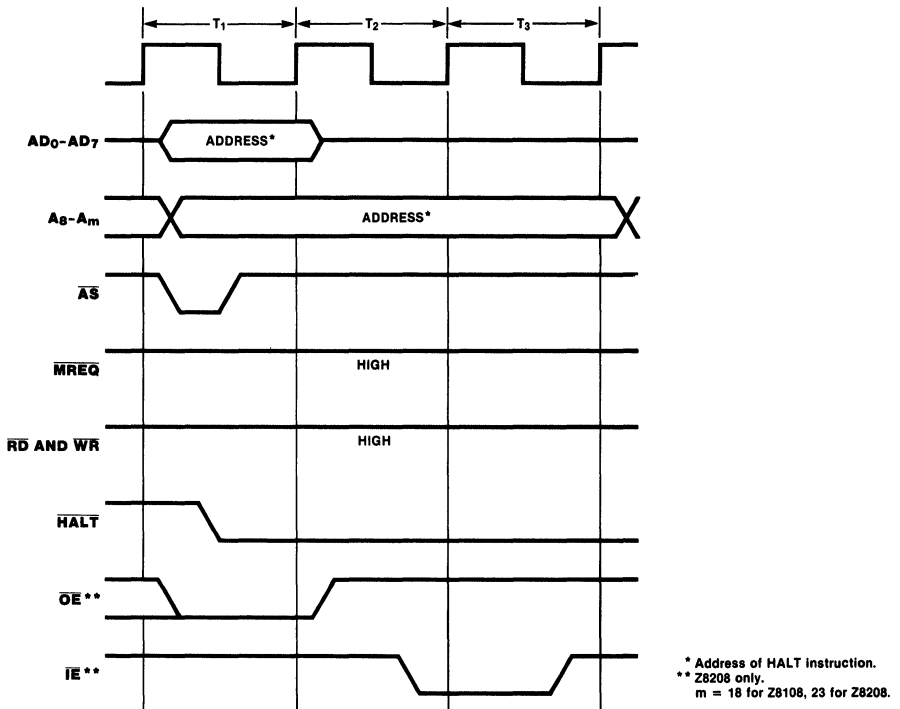 T1 T2 T3
AD0-AD7 ADDRESS*
A8-Am ADDRESS*
AS
MREQ HIGH
RD AND WR HIGH
HALT
OE**
IE**
* Address of HALT instruction.
** Z8208 only.
m = 18 for Z8108, 23 for Z8208.